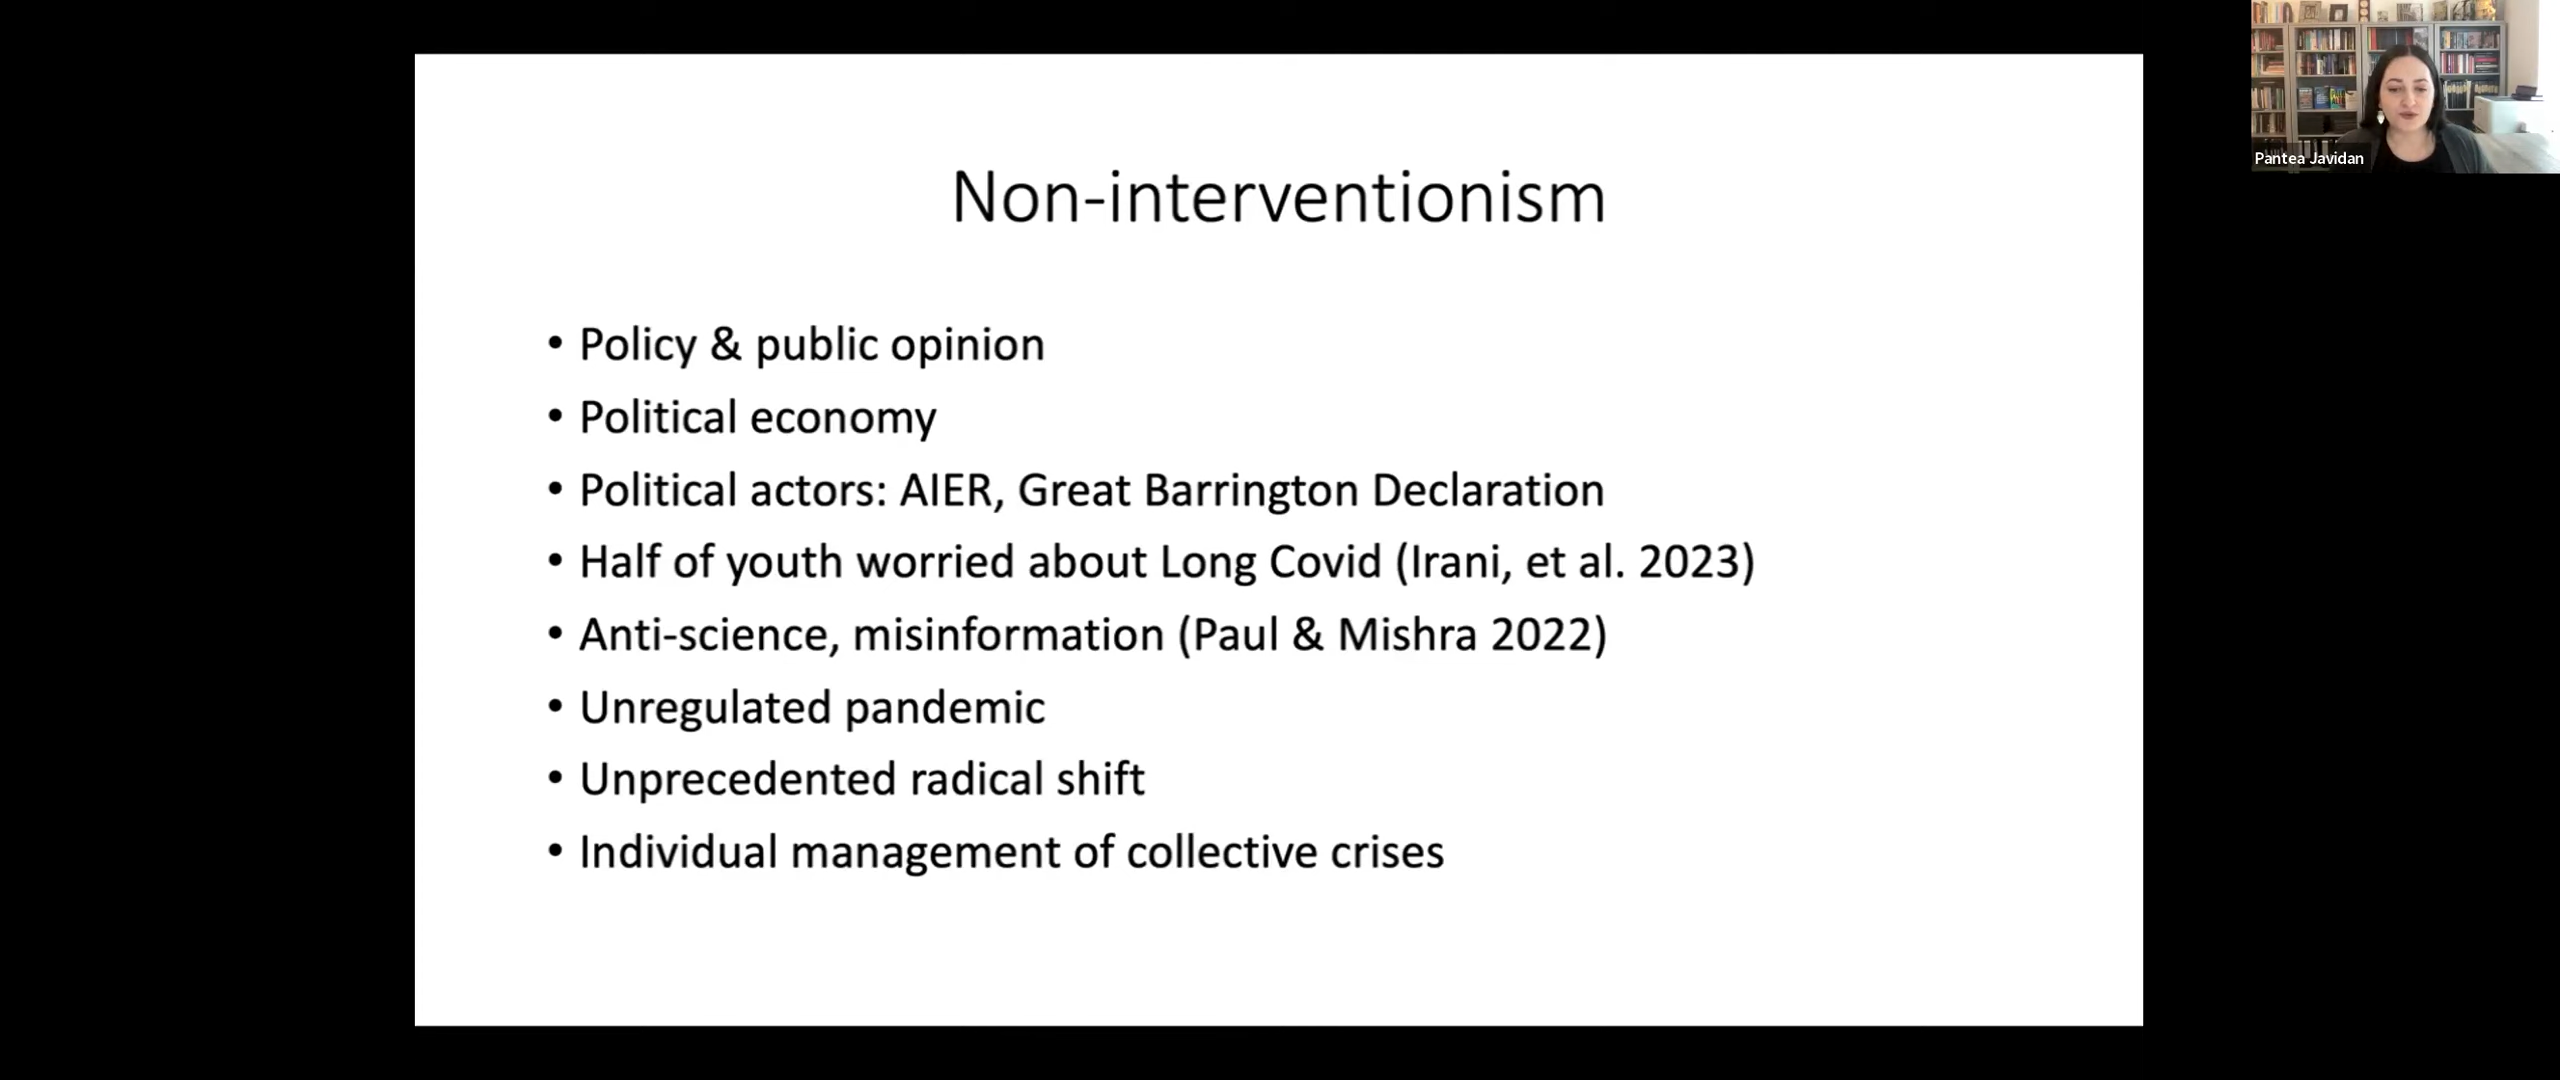 Non-interventionism
• Policy & public opinion
• Political economy
• Political actors: AIER, Great Barrington Declaration
• Half of youth worried about Long Covid (Irani, et al. 2023)
• Anti-science, misinformation (Paul & Mishra 2022)
• Unregulated pandemic
• Unprecedented radical shift
• Individual management of collective crises
Pantea Javidan